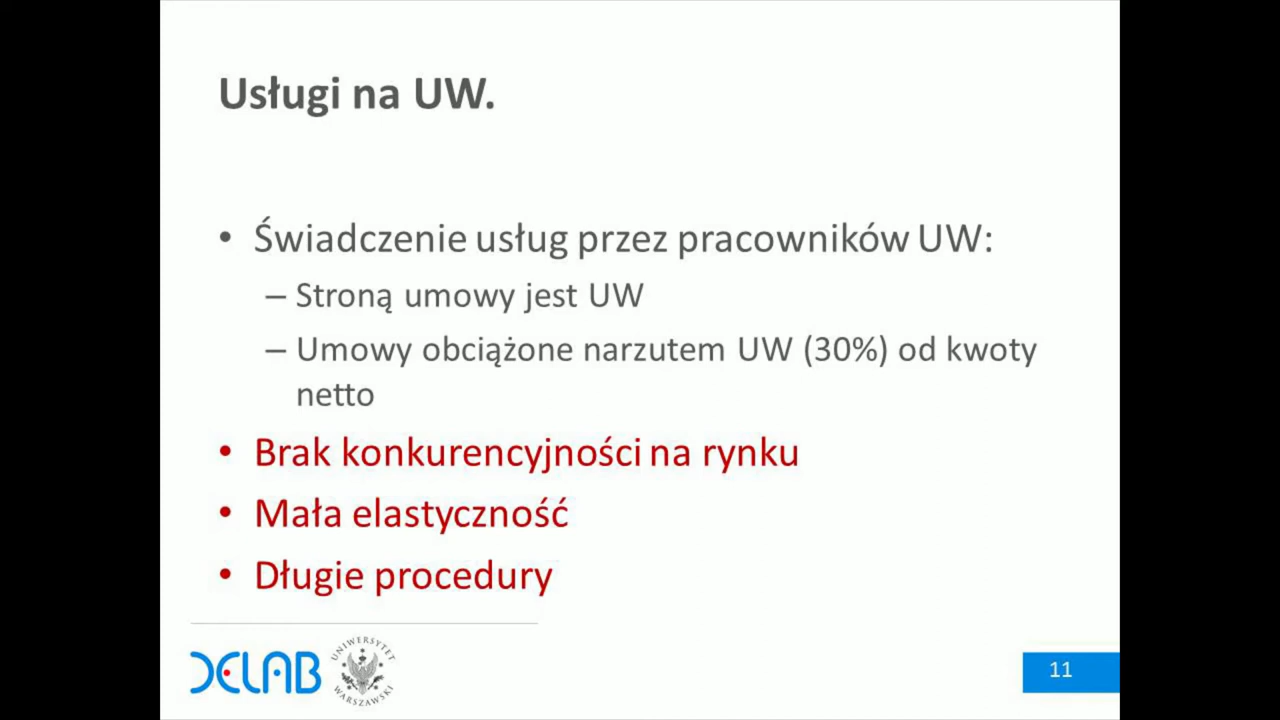 Usługi na UW.
• Świadczenie usług przez pracowników UW:
– Stroną umowy jest UW
– Umowy obciążone narzutem UW (30%) od kwoty
netto
• Brak konkurencyjności na rynku
• Mała elastyczność
• Długie procedury
DELAB
UNIWERSYTET
WARSZAWSKI
11